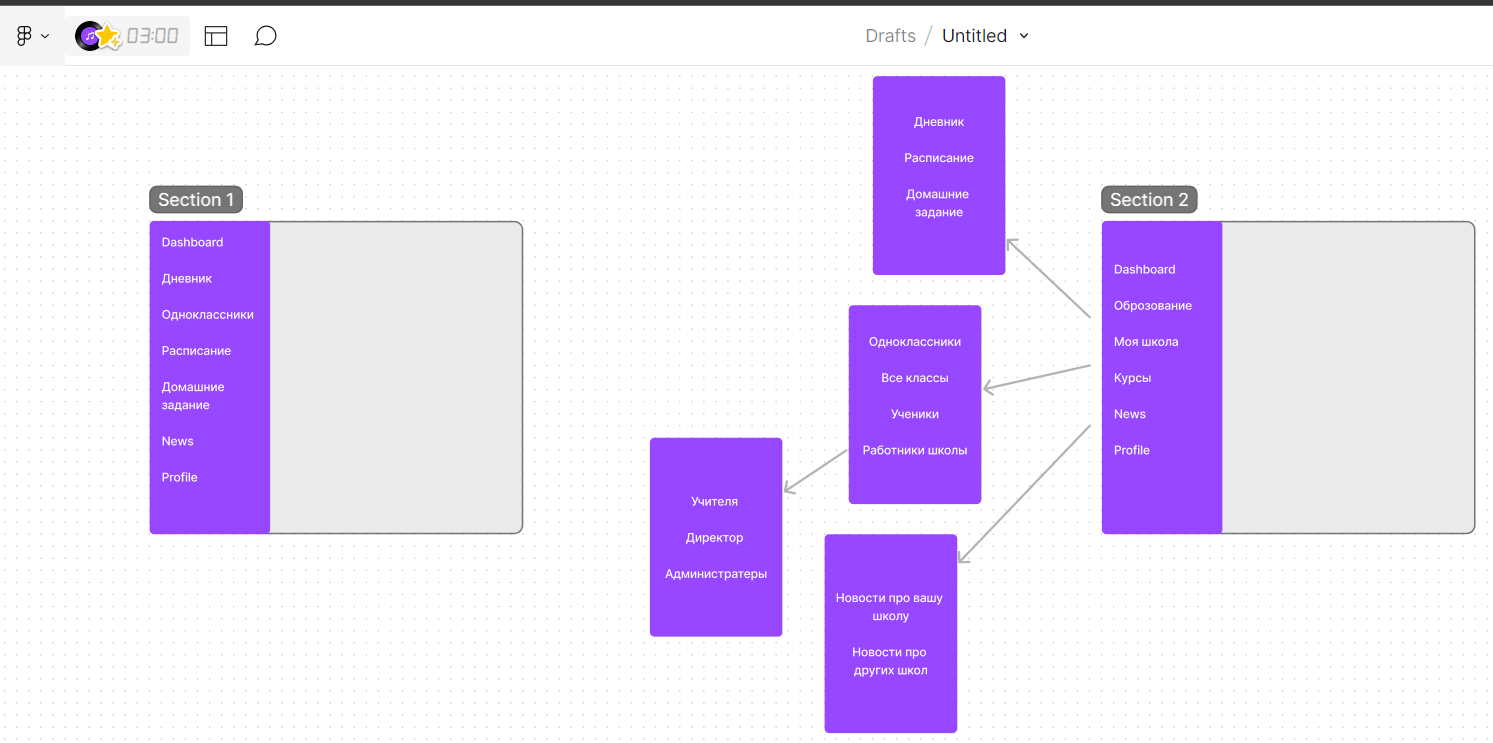 03:00
Drafts / Untitled
Section 1
Dashboard
Дневник
Одноклассники
Расписание
Домашние
задание
News
Profile
Дневник
Расписание
Домашние
задание
Одноклассники
Все классы
Ученики
Работники школы
Учителя
Директор
Администратеры
Новости про вашу
школу
Новости про
других школ
Section 2
Dashboard
Оброзование
Моя школа
Курсы
News
Profile